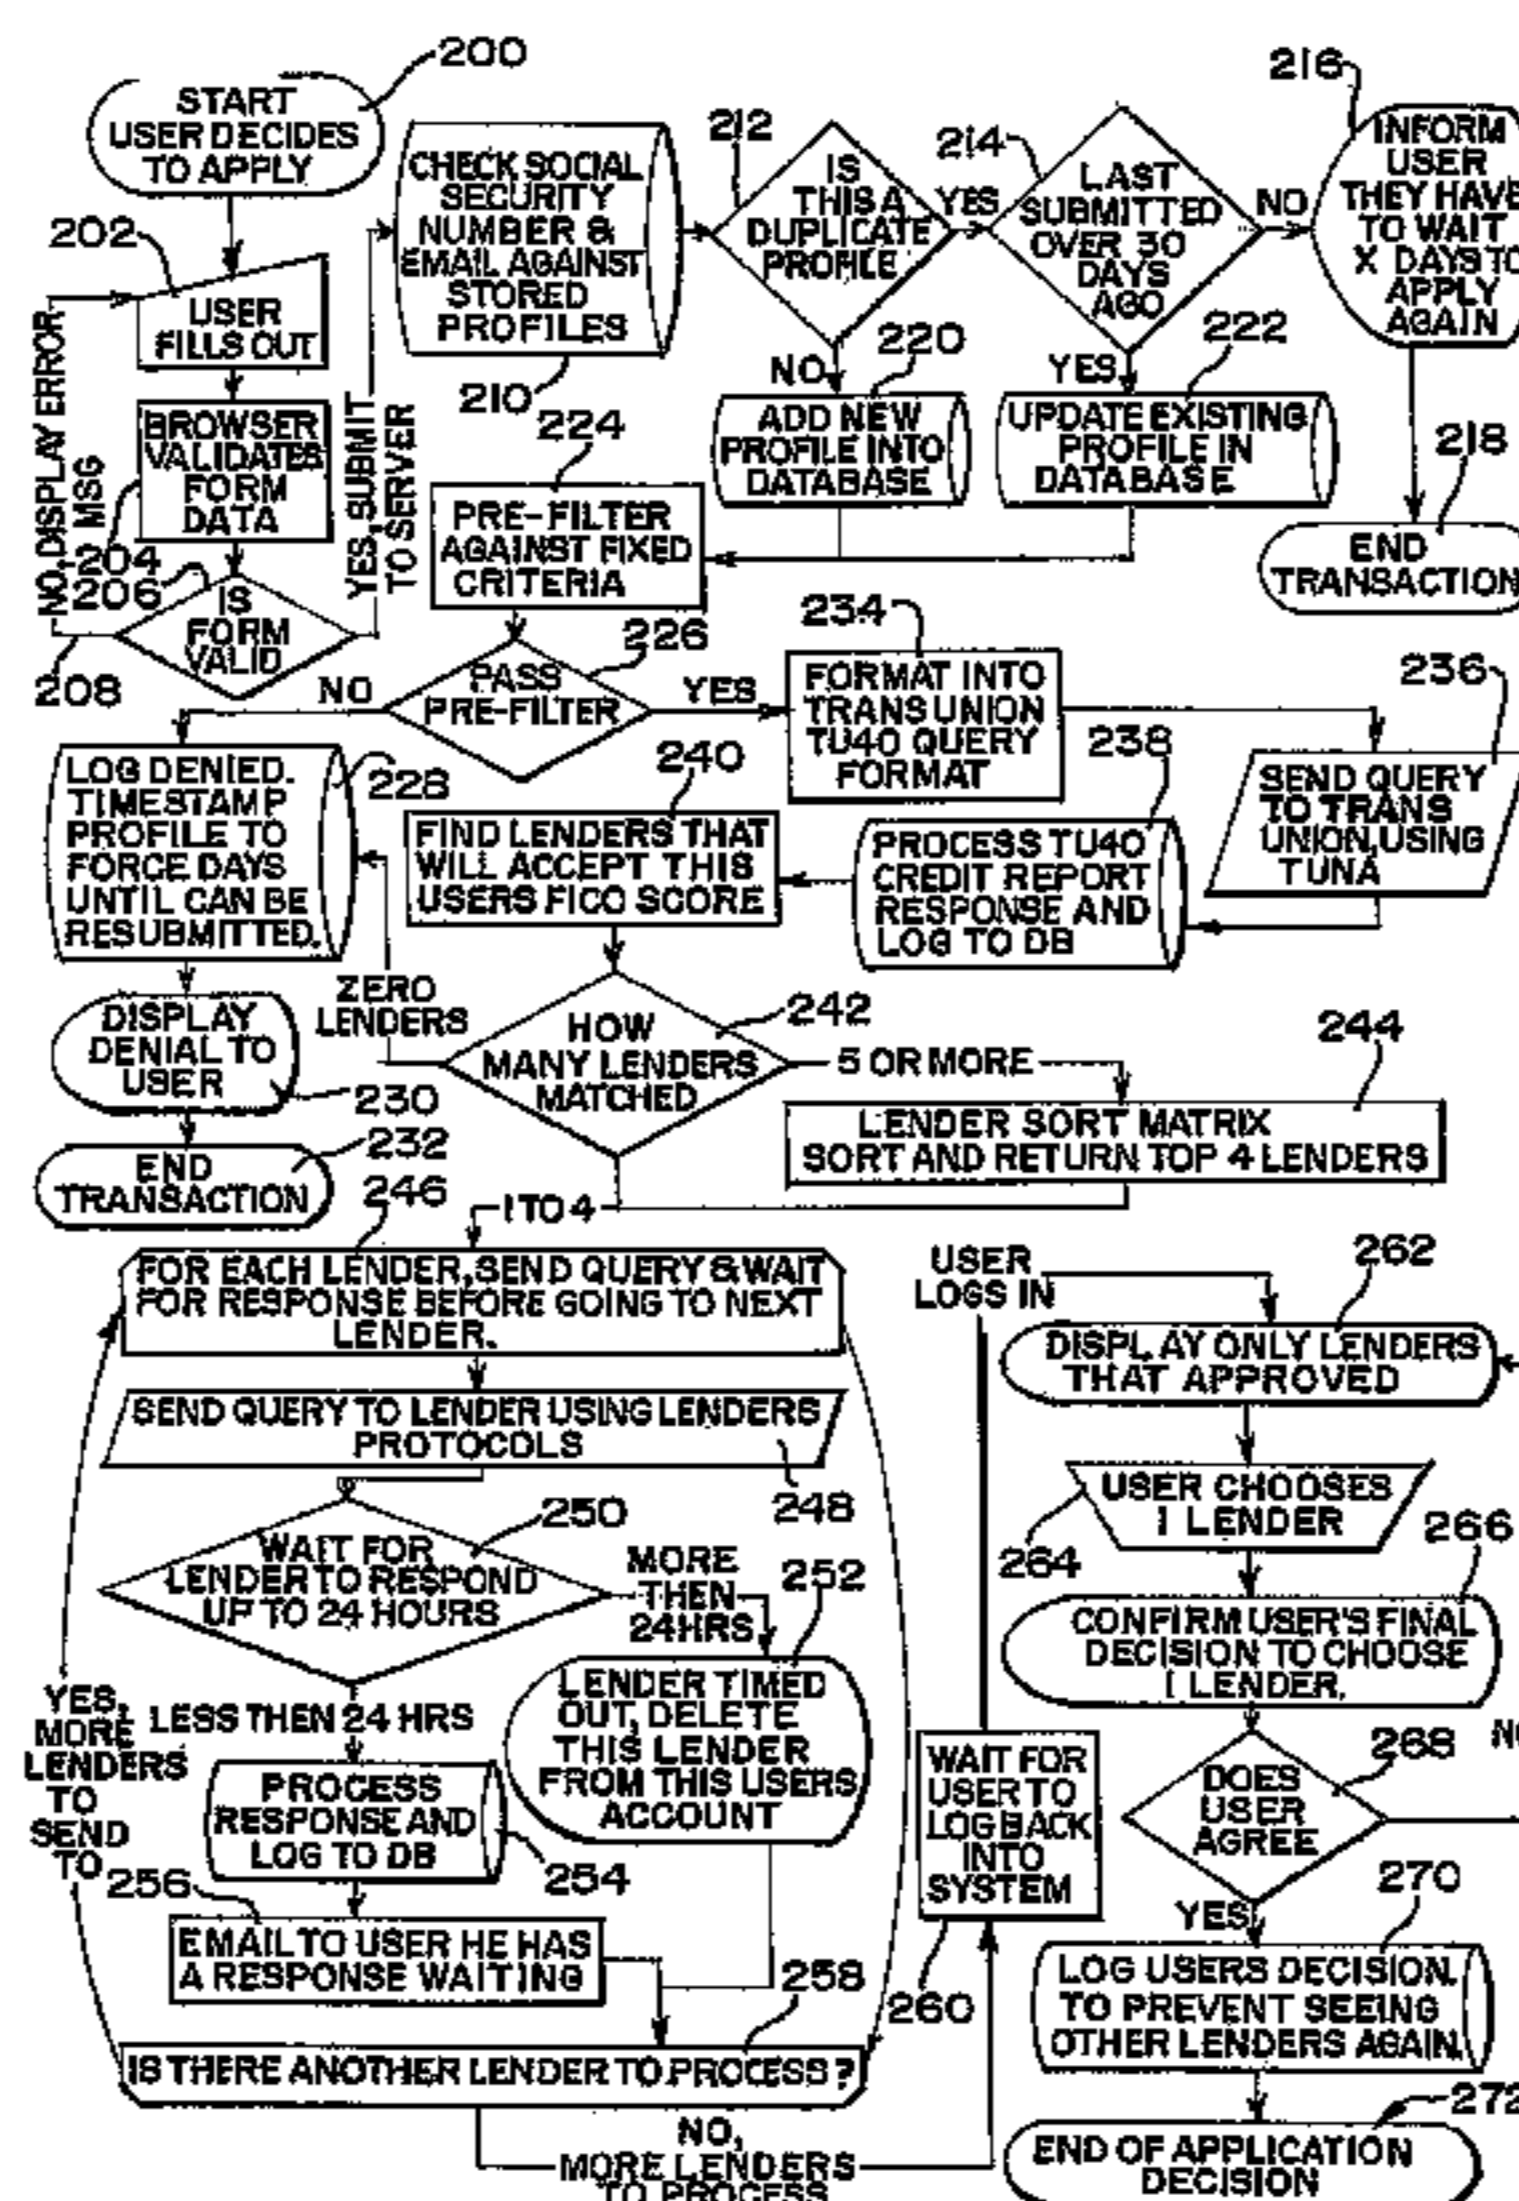 200
START
USER DECIDES
TO APPLY
202
USER
FILLS OUT
NO, DISPLAY ERROR
MSG
BROWSER
VALIDATES
FORM
DATA
204
206
IS
FORM
VALID
208
YES, SUBMIT
TO SERVER
CHECK SOCIAL
SECURITY
NUMBER &
EMAIL AGAINST
STORED
PROFILES
210
212
IS
THIS A
DUPLICATE
PROFILE
YES
214
LAST
SUBMITTED
OVER 30
DAYS
AGO
NO
216
INFORM
USER
THEY HAVE
TO WAIT
X DAYS TO
APPLY
AGAIN
218
END
TRANSACTION
NO
220
ADD NEW
PROFILE INTO
DATABASE
YES
222
UPDATE EXISTING
PROFILE IN
DATABASE
224
PRE-FILTER
AGAINST FIXED
CRITERIA
226
PASS
PRE-FILTER
NO
YES
234
FORMAT INTO
TRANSUNION
TU40 QUERY
FORMAT
236
SEND QUERY
TO TRANS
UNION, USING
TUNA
238
PROCESS TU40
CREDIT REPORT
RESPONSE AND
LOG TO DB
240
FIND LENDERS THAT
WILL ACCEPT THIS
USERS FICO SCORE
228
LOG DENIED.
TIMESTAMP
PROFILE TO
FORCE DAYS
UNTIL CAN BE
RESUBMITTED.
ZERO
LENDERS
DISPLAY
DENIAL TO
USER
230
232
END
TRANSACTION
242
HOW
MANY LENDERS
MATCHED
5 OR MORE
244
LENDER SORT MATRIX
SORT AND RETURN TOP 4 LENDERS
1 TO 4
246
FOR EACH LENDER, SEND QUERY & WAIT
FOR RESPONSE BEFORE GOING TO NEXT
LENDER.
SEND QUERY TO LENDER USING LENDERS
PROTOCOLS
248
250
WAIT FOR
LENDER TO RESPOND
UP TO 24 HOURS
MORE
THEN
24HRS
252
LENDER TIMED
OUT, DELETE
THIS LENDER
FROM THIS USERS
ACCOUNT
LESS THEN 24 HRS
PROCESS
RESPONSE AND
LOG TO DB
254
256
EMAIL TO USER HE HAS
A RESPONSE WAITING
YES,
MORE
LENDERS
TO
SEND
TO
258
IS THERE ANOTHER LENDER TO PROCESS?
NO,
MORE LENDERS
TO PROCESS
USER
LOGS IN
WAIT FOR
USER TO
LOG BACK
INTO
SYSTEM
260
262
DISPLAY ONLY LENDERS
THAT APPROVED
USER CHOOSES
1 LENDER
264
266
CONFIRM USER'S FINAL
DECISION TO CHOOSE
1 LENDER.
268
DOES
USER
AGREE
YES
270
LOG USERS DECISION.
TO PREVENT SEEING
OTHER LENDERS AGAIN.
272
END OF APPLICATION
DECISION